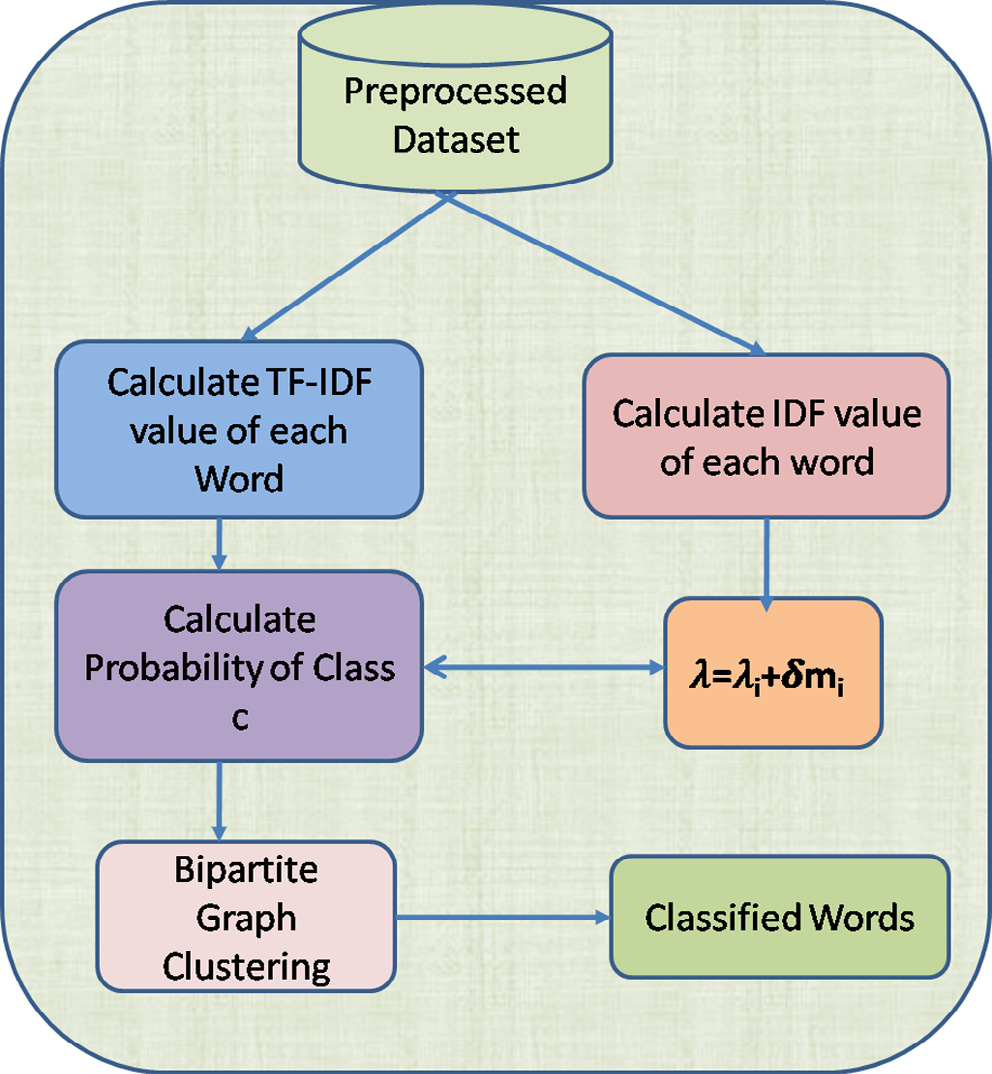 Preprocessed
Dataset
Calculate TF-IDF
value of each
Word
Calculate IDF value
of each word
Calculate
Probability of Class
c
λ=λᵢ+δmᵢ
Bipartite
Graph
Clustering
Classified Words